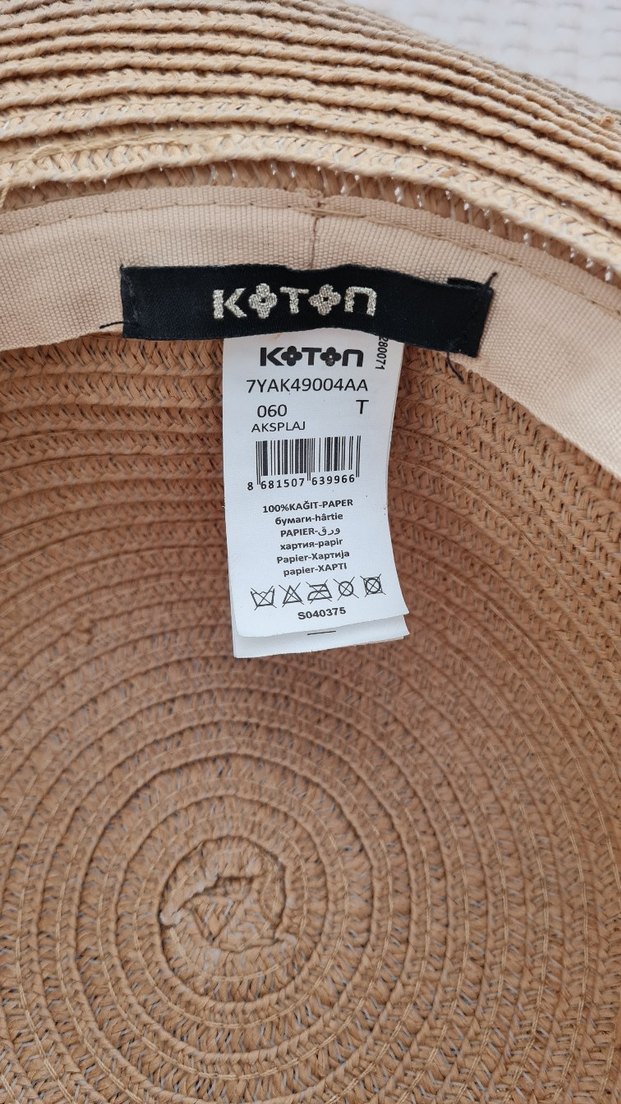 KOTON
KOTON
280071
7YAK49004AA
060 T
AKSPLAJ
8 681507 639966
100%KAĞIT-PAPER
бумаги-hârtie
PAPIER-ورق
хартия-papir
Papier-Хартија
papier-ΧΑΡΤΙ
S040375